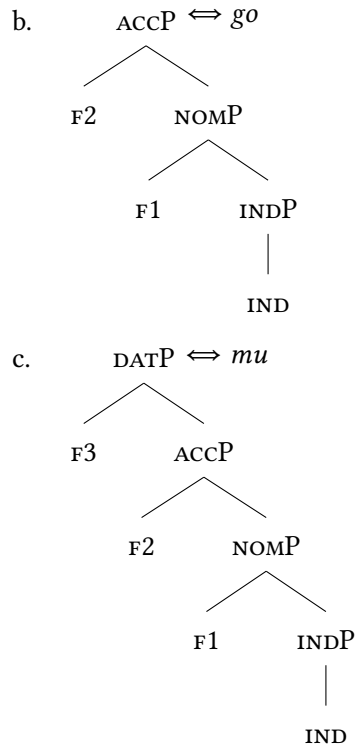 b. ACCP ⇔ go
F2 NOMP
F1 INDP
IND
c. DATP ⇔ mu
F3 ACCP
F2 NOMP
F1 INDP
IND